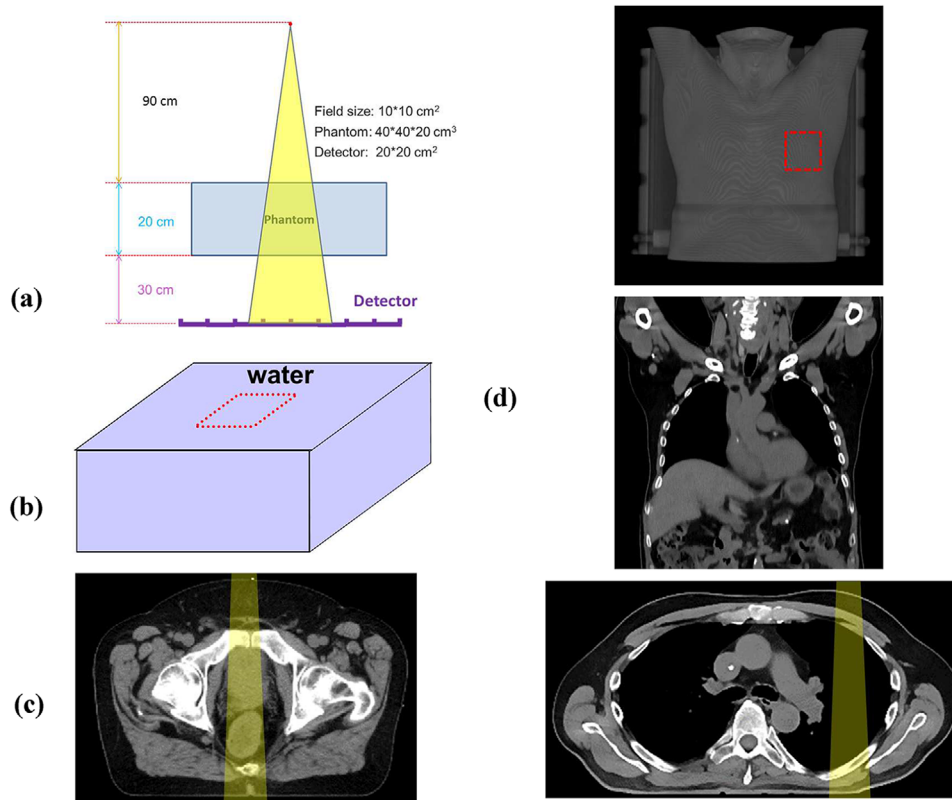 90 cm
Field size: 10*10 cm²
Phantom: 40*40*20 cm³
Detector: 20*20 cm²
20 cm
Phantom
30 cm
(a)
Detector
water
(b)
(c)
(d)